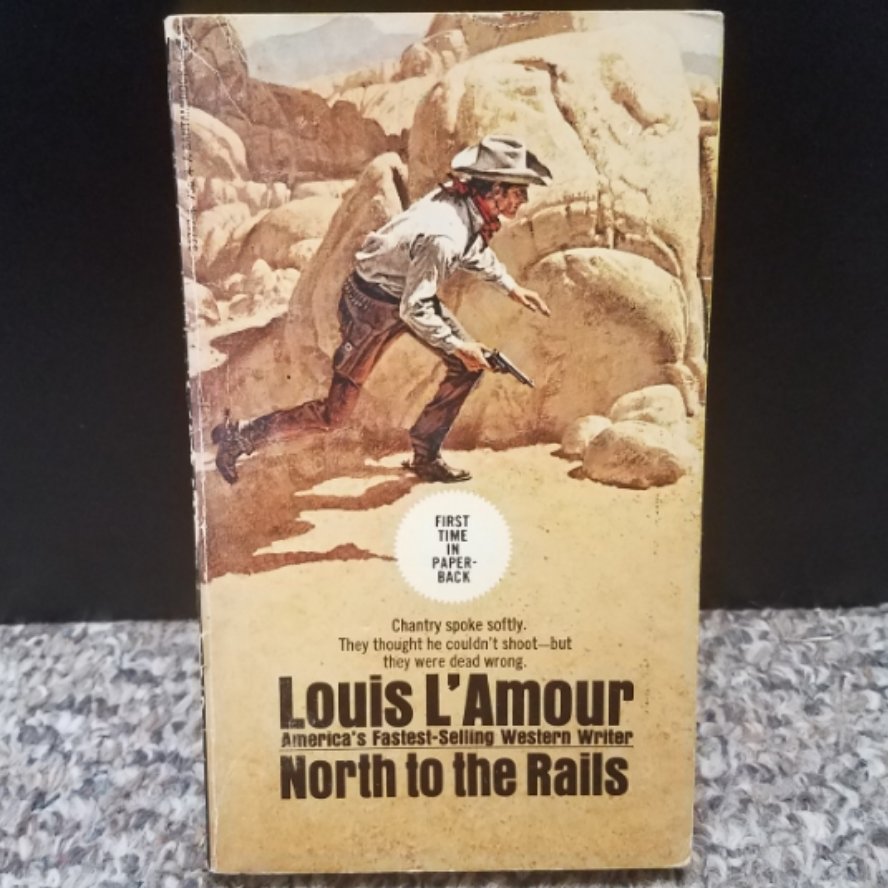 FIRST
TIME
IN
PAPER-
BACK
Chantry spoke softly.
They thought he couldn't shoot—but
they were dead wrong.
Louis L'Amour
America's Fastest-Selling Western Writer
North to the Rails